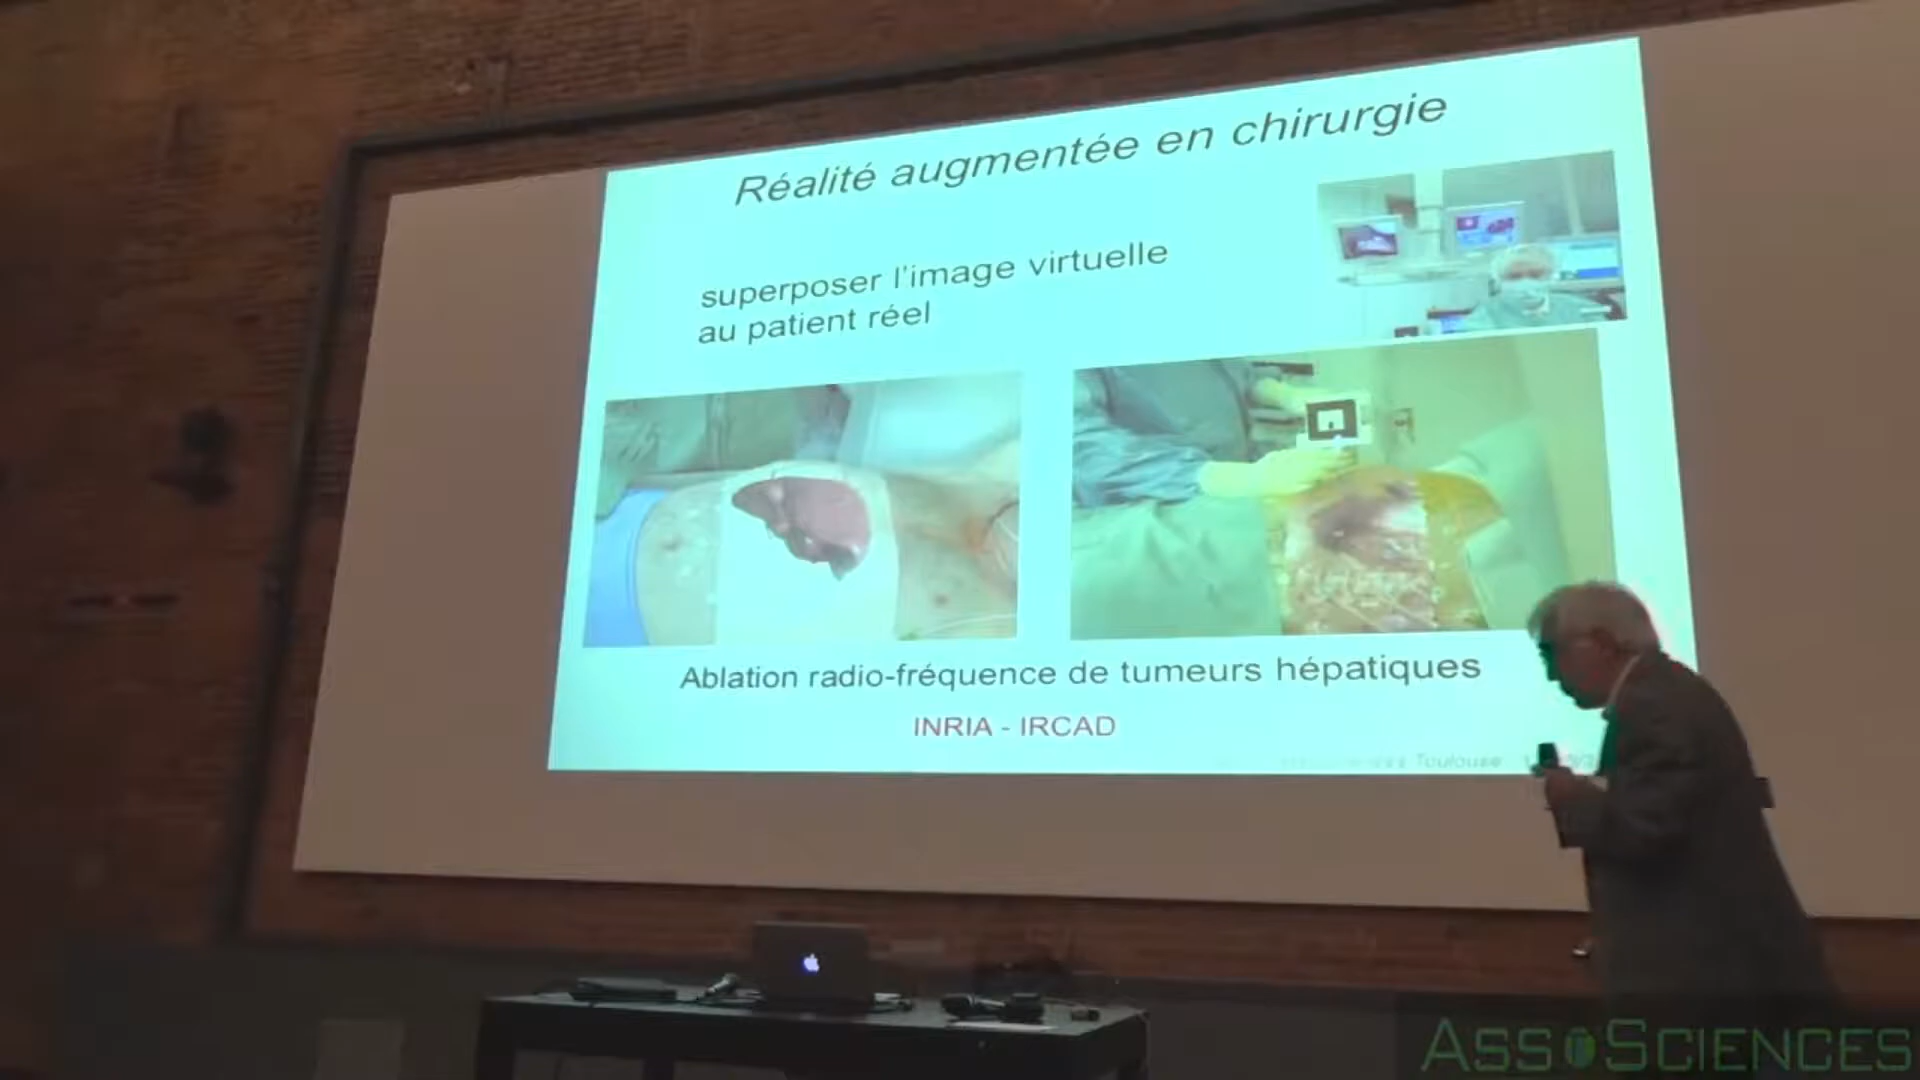 Réalité augmentée en chirurgie
superposer l'image virtuelle
au patient réel
Ablation radio-fréquence de tumeurs hépatiques
INRIA - IRCAD
Toulouse
ASSOSCIENCES